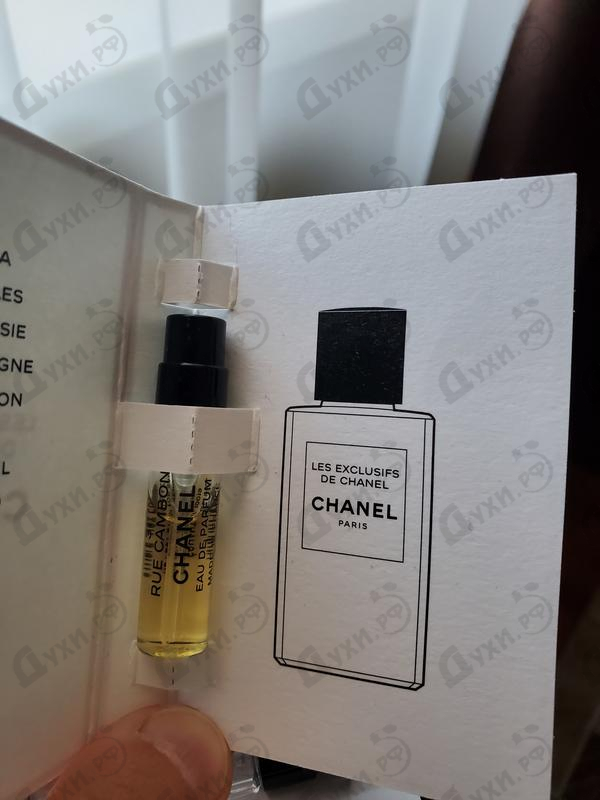 A
ES
SIE
GNE
ON
L
RUE CAMBON
CHANEL
EAU DE PARFUM
LES EXCLUSIFS
DE CHANEL
CHANEL
PARIS
Духи.рф